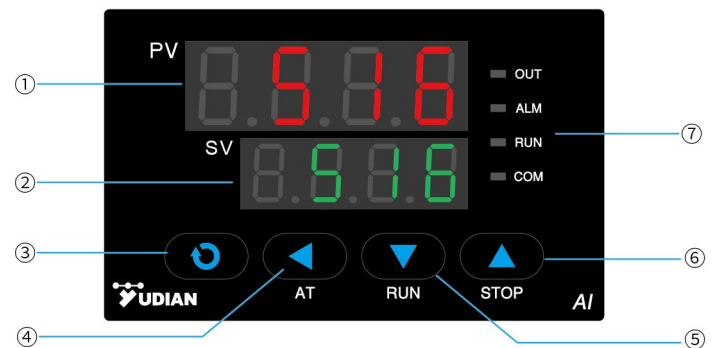 PV
① 516
OUT
ALM
⑦
RUN
COM
SV
② 516
③
⑥
AT RUN STOP
YUDIAN AI
④
⑤